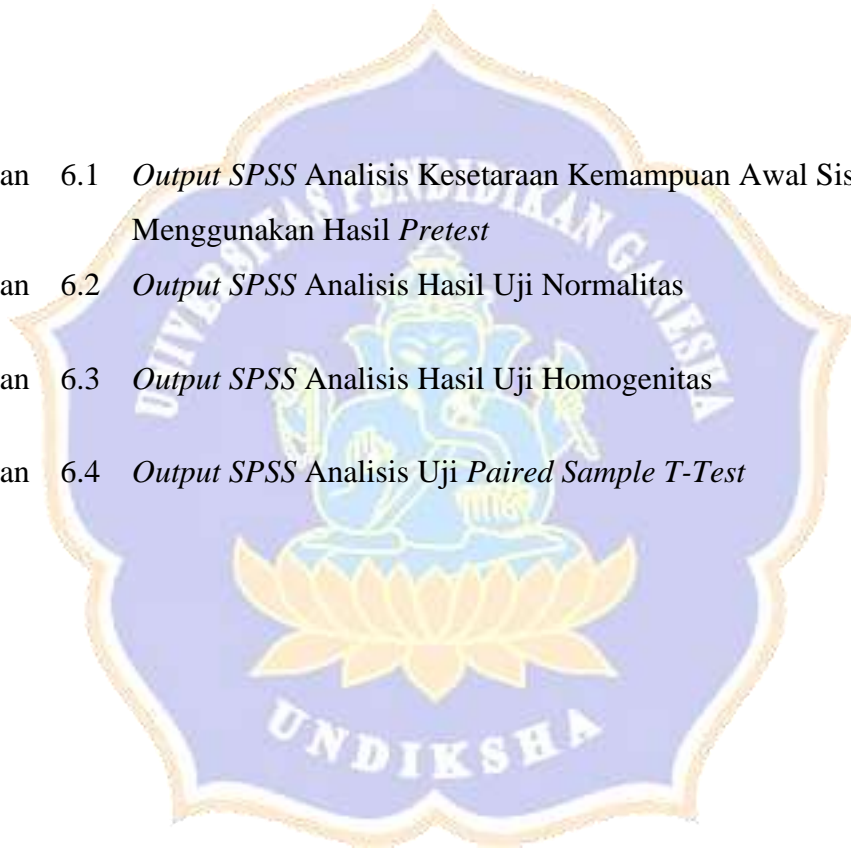 an 6.1 Output SPSS Analisis Kesetaraan Kemampuan Awal Sis
Menggunakan Hasil Pretest
an 6.2 Output SPSS Analisis Hasil Uji Normalitas
an 6.3 Output SPSS Analisis Hasil Uji Homogenitas
an 6.4 Output SPSS Analisis Uji Paired Sample T-Test
UNIVERSITAS PENDIDIKAN GANESHA
UNDIKSHA